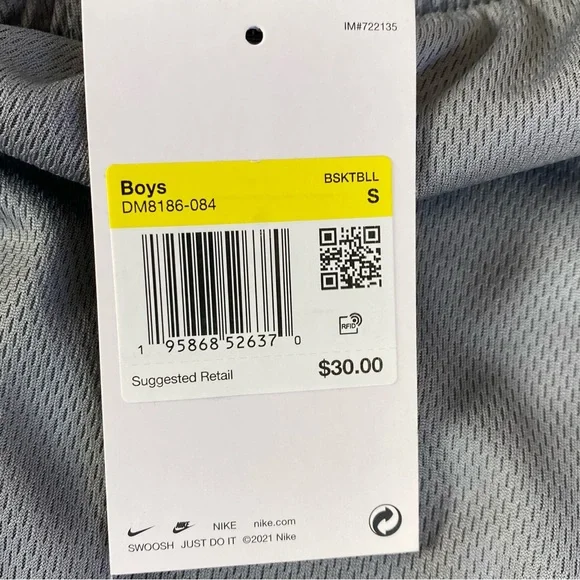 IM#722135
Boys BSKTBLL
DM8186-084 S
1 95868 52637 0
RFID
Suggested Retail $30.00
NIKE nike.com
SWOOSH JUST DO IT ©2021 Nike